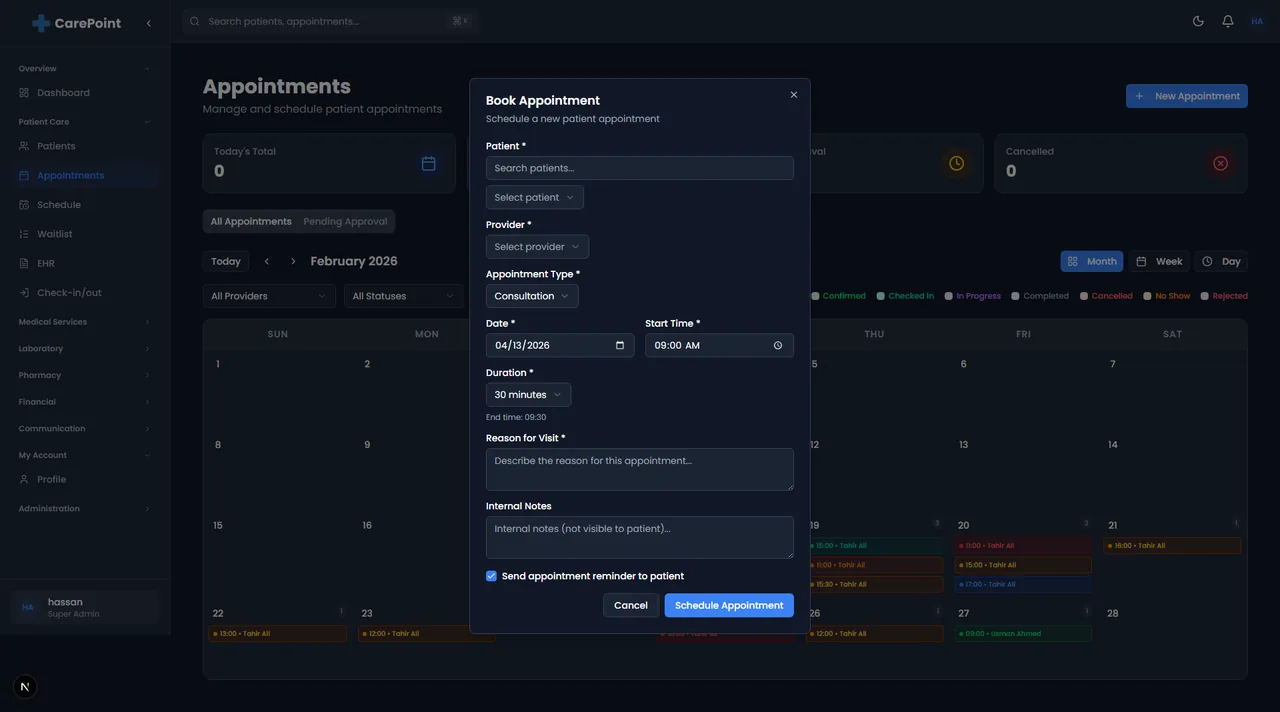 CarePoint
Search patients, appointments...
⌘ K
HA
Overview
Dashboard
Patient Care
Patients
Appointments
Schedule
Waitlist
EHR
Check-in/out
Medical Services
Laboratory
Pharmacy
Financial
Communication
My Account
Profile
Administration
HA
hassan
Super Admin
N
Appointments
Manage and schedule patient appointments
+ New Appointment
Today's Total
0
val
Cancelled
0
All Appointments
Pending Approval
Today
February 2026
Month
Week
Day
All Providers
All Statuses
Confirmed
Checked In
In Progress
Completed
Cancelled
No Show
Rejected
SUN
MON
THU
FRI
SAT
1
2
5
6
7
8
9
12
13
14
15
16
19
3
15:00 • Tahir Ali
11:00 • Tahir Ali
15:30 • Tahir Ali
20
3
11:00 • Tahir Ali
15:00 • Tahir Ali
17:00 • Tahir Ali
21
1
16:00 • Tahir Ali
22
1
13:00 • Tahir Ali
23
12:00 • Tahir Ali
26
1
12:00 • Tahir Ali
27
1
09:00 • Usman Ahmed
28
Book Appointment
Schedule a new patient appointment
Patient *
Search patients...
Select patient
Provider *
Select provider
Appointment Type *
Consultation
Date *
Start Time *
04/13/2026
09:00 AM
Duration *
30 minutes
End time: 09:30
Reason for Visit *
Describe the reason for this appointment...
Internal Notes
Internal notes (not visible to patient)...
Send appointment reminder to patient
Cancel
Schedule Appointment